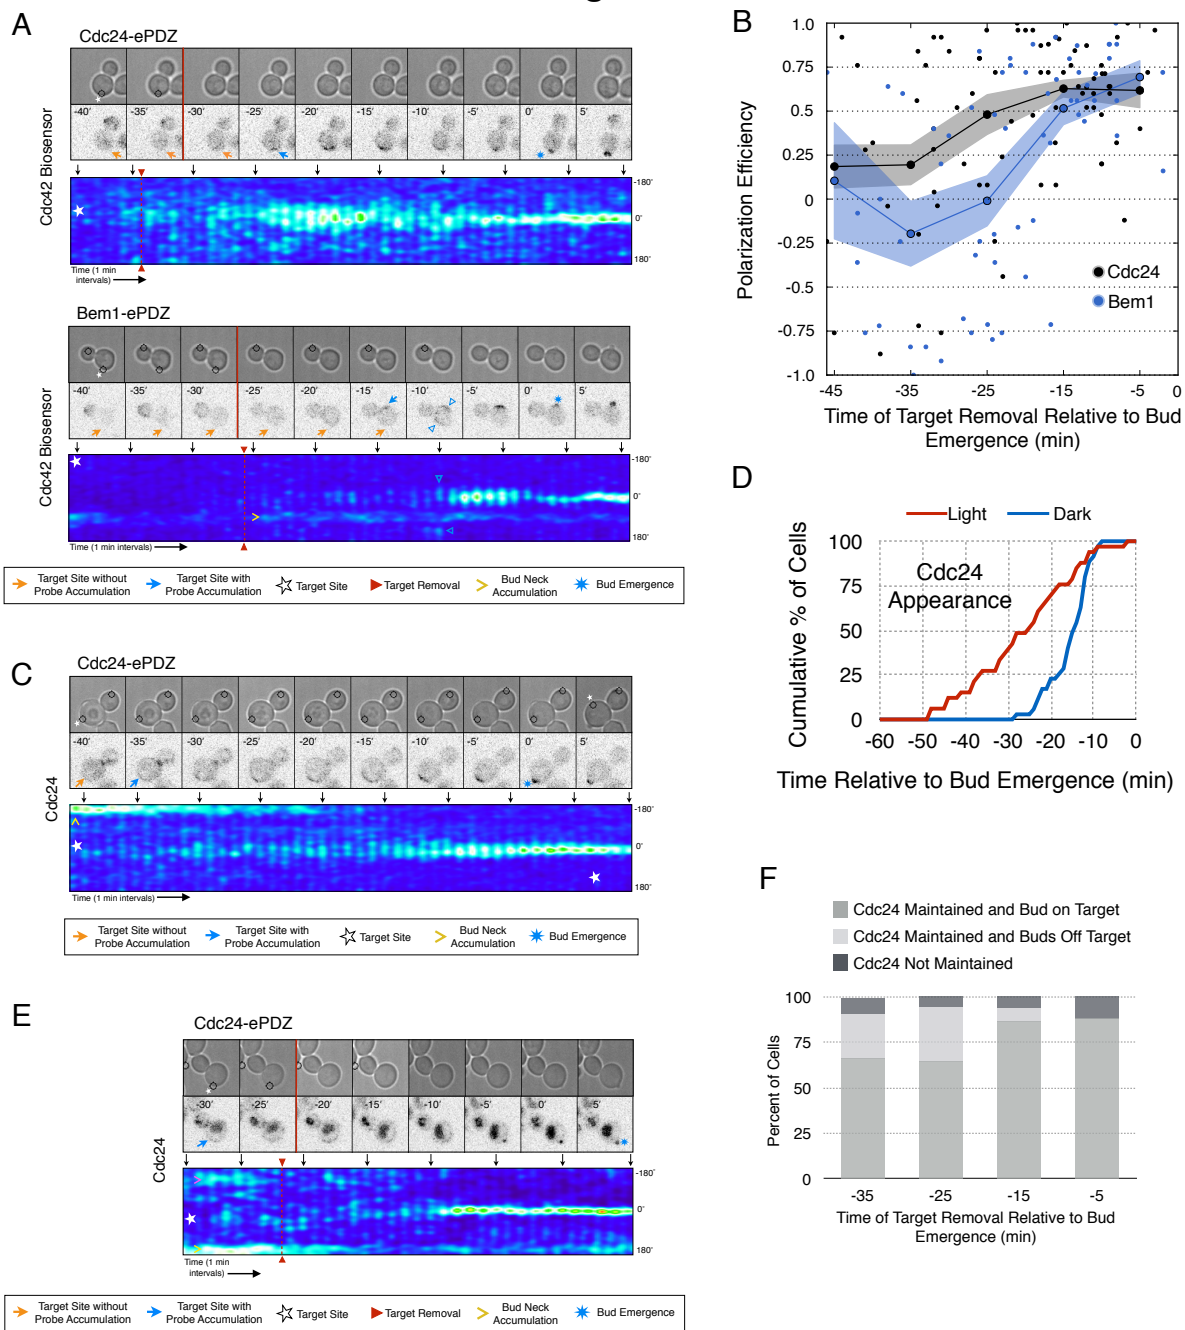 A
Cdc24-ePDZ
Cdc42 Biosensor
-40′ -35′ -30′ -25′ -20′ -15′ -10′ -5′ 0′ 5′
-180˚
0˚
180˚
Time (1 min
intervals)
Bem1-ePDZ
Cdc42 Biosensor
-40′ -35′ -30′ -25′ -20′ -15′ -10′ -5′ 0′ 5′
-180˚
0˚
180˚
Time (1 min intervals)
Target Site without
Probe Accumulation
Target Site with
Probe Accumulation
Target Site
Target Removal
Bud Neck
Accumulation
Bud Emergence
B
Polarization Efficiency
1.0
0.75
0.5
0.25
0
-0.25
-0.5
-0.75
-1.0
Cdc24
Bem1
-45 -35 -25 -15 -5 0
Time of Target Removal Relative to Bud
Emergence (min)
C
Cdc24-ePDZ
Cdc24
-40′ -35′ -30′ -25′ -20′ -15′ -10′ -5′ 0′ 5′
-180˚
0˚
180˚
Time (1 min intervals)
Target Site without
Probe Accumulation
Target Site with
Probe Accumulation
Target Site
Bud Neck
Accumulation
Bud Emergence
D
Light Dark
Cumulative % of Cells
100
75
50
25
0
Cdc24
Appearance
-60 -50 -40 -30 -20 -10 0
Time Relative to Bud Emergence (min)
E
Cdc24-ePDZ
Cdc24
-30′ -25′ -20′ -15′ -10′ -5′ 0′ 5′
-180˚
0˚
180˚
Time (1 min
intervals)
Target Site without
Probe Accumulation
Target Site with
Probe Accumulation
Target Site
Target Removal
Bud Neck
Accumulation
Bud Emergence
F
Cdc24 Maintained and Bud on Target
Cdc24 Maintained and Buds Off Target
Cdc24 Not Maintained
Percent of Cells
100
75
50
25
0
-35 -25 -15 -5
Time of Target Removal Relative to Bud
Emergence (min)